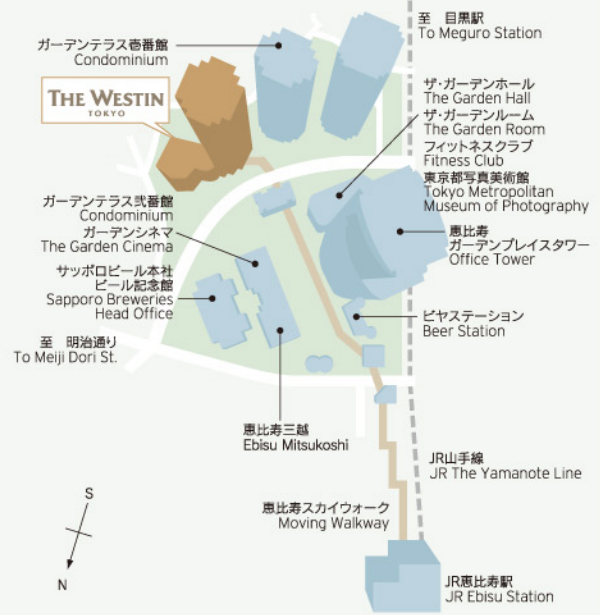 至 目黒駅
To Meguro Station
ガーデンテラス壱番館
Condominium
THE WESTIN
TOKYO
ザ・ガーデンホール
The Garden Hall
ザ・ガーデンルーム
The Garden Room
フィットネスクラブ
Fitness Club
東京都写真美術館
Tokyo Metropolitan
Museum of Photography
ガーデンテラス弐番館
Condominium
ガーデンシネマ
The Garden Cinema
恵比寿
ガーデンプレイスタワー
Office Tower
サッポロビール本社
ビール記念館
Sapporo Breweries
Head Office
ビヤステーション
Beer Station
至 明治通り
To Meiji Dori St.
恵比寿三越
Ebisu Mitsukoshi
JR山手線
JR The Yamanote Line
恵比寿スカイウォーク
Moving Walkway
S
N
JR恵比寿駅
JR Ebisu Station